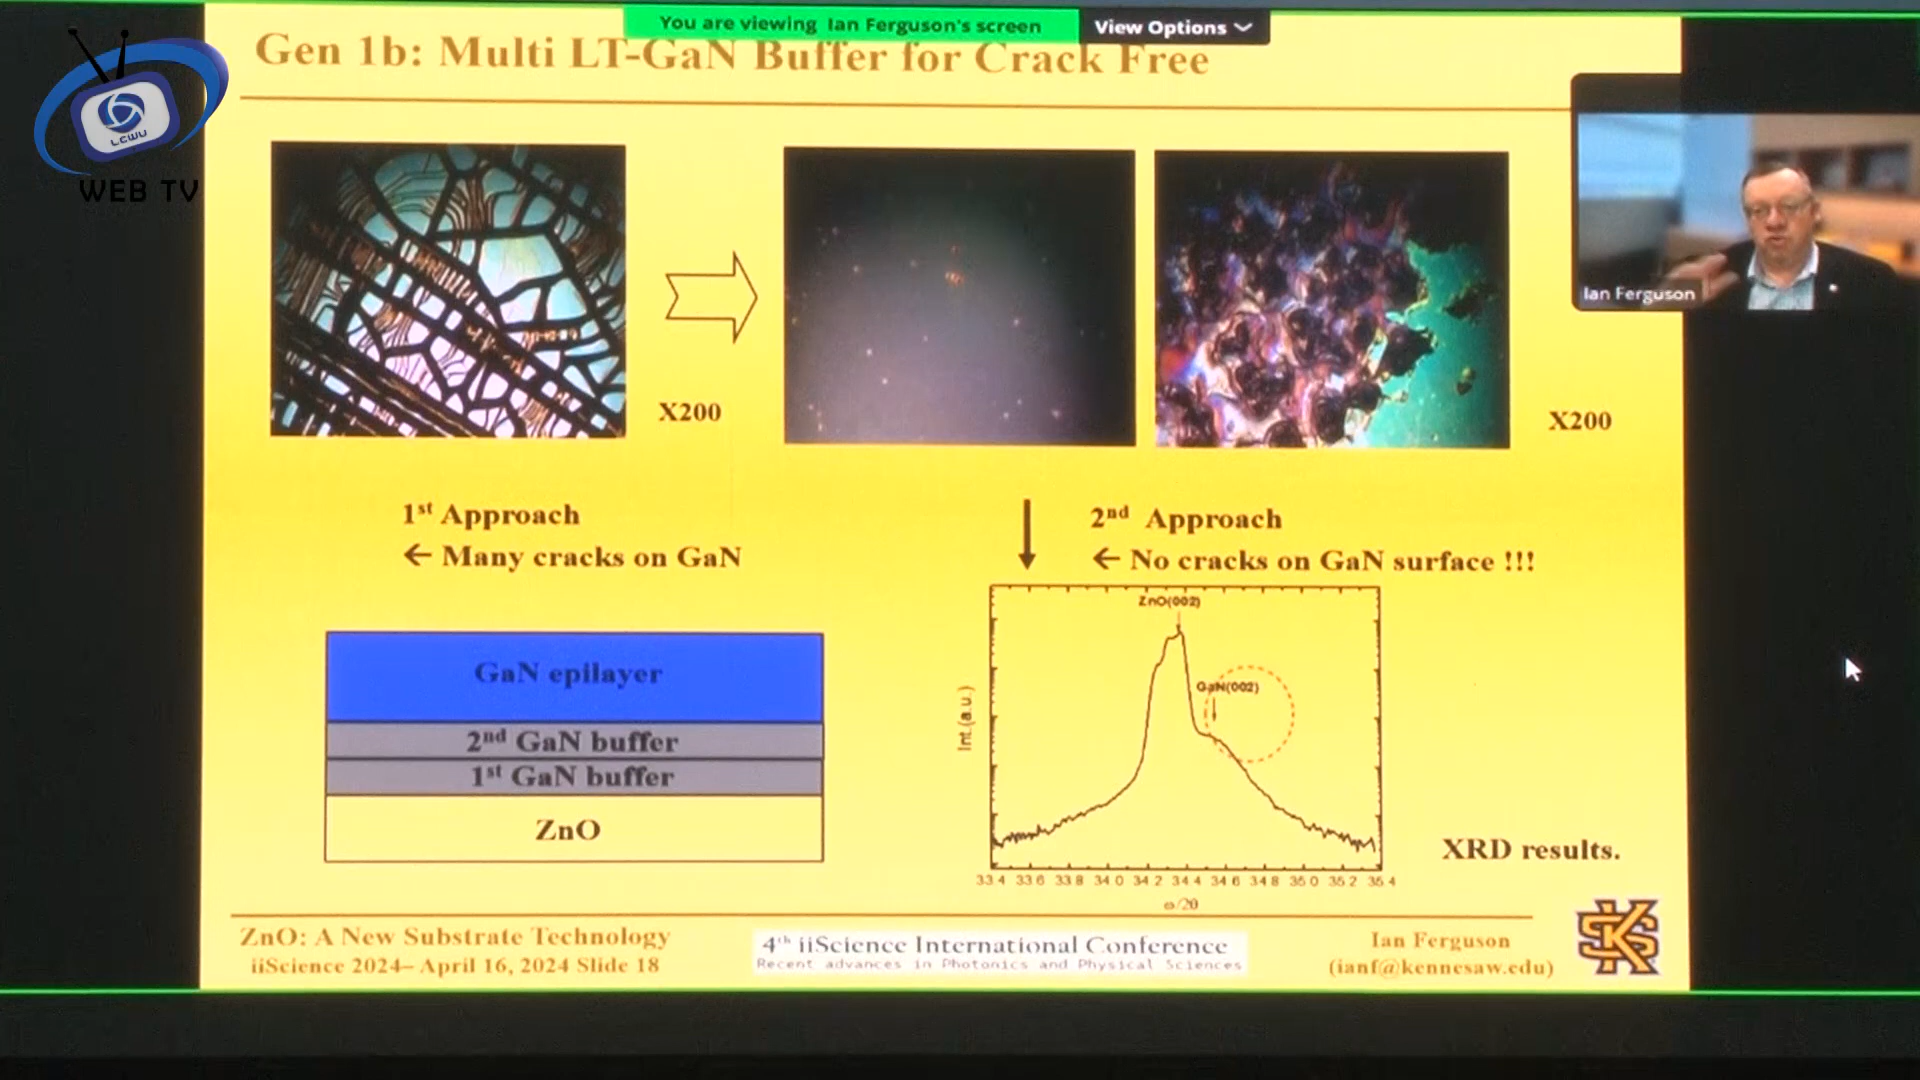 You are viewing Ian Ferguson's screen
View Options
LCWU
WEB TV
Gen 1b: Multi LT-GaN Buffer for Crack Free
Ian Ferguson
X200
X200
1st Approach
← Many cracks on GaN
2nd Approach
← No cracks on GaN surface !!!
GaN epilayer
2nd GaN buffer
1st GaN buffer
ZnO
ZnO(002)
GaN(002)
Int.(a.u.)
33 4 33 6 33 8 34 0 34 2 34 4 34 6 34 8 35 0 35 2 35 4
ω/2θ
XRD results.
ZnO: A New Substrate Technology
iiScience 2024– April 16, 2024 Slide 18
4th iiScience International Conference
Recent advances in Photonics and Physical Sciences
Ian Ferguson
(ianf@kennesaw.edu)
KS